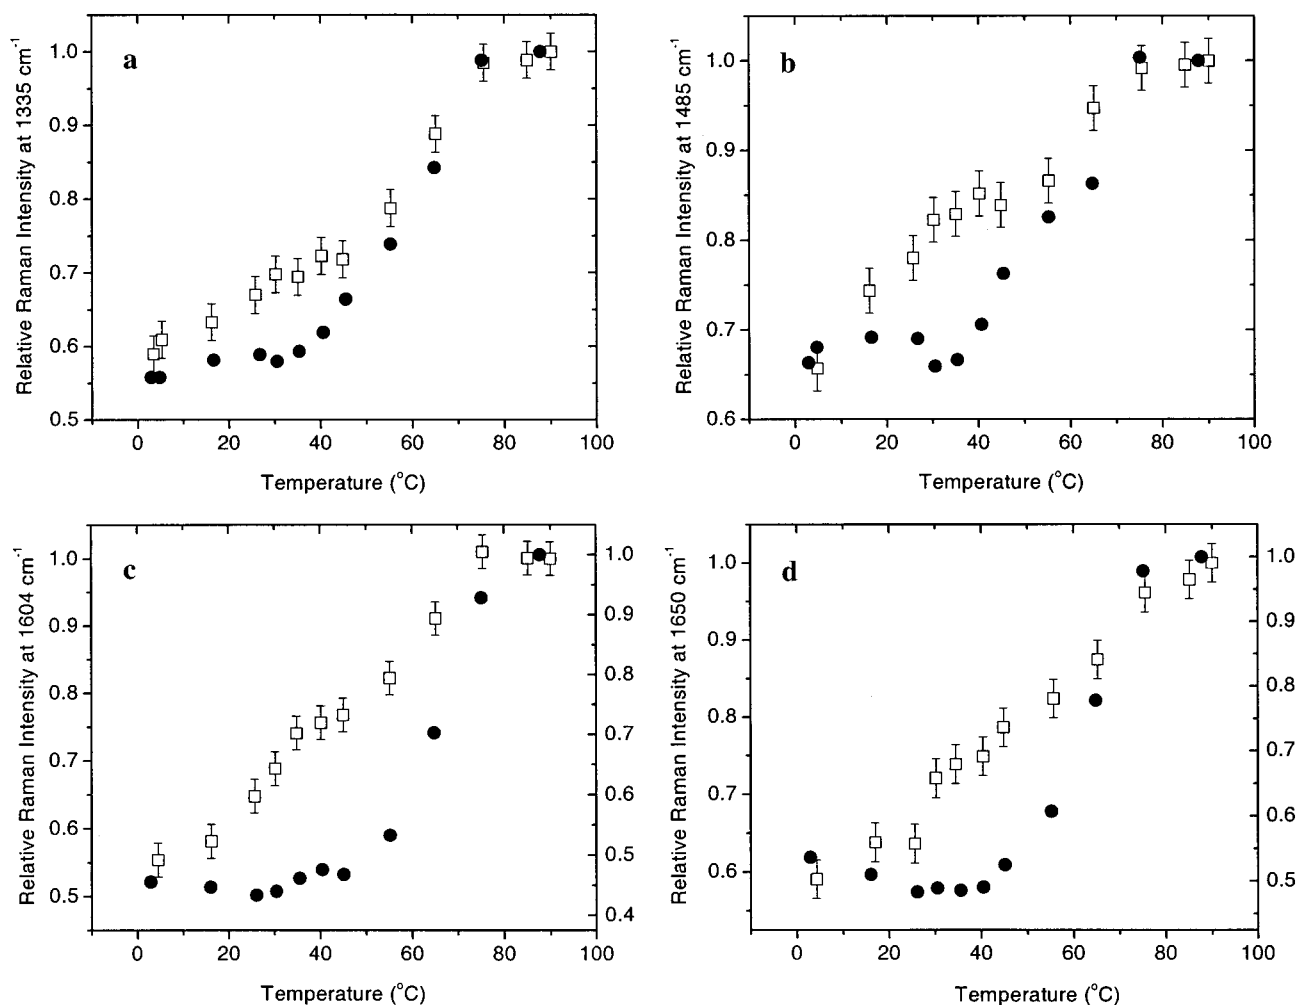 a
Relative Raman Intensity at 1335 cm⁻¹
1.0
0.9
0.8
0.7
0.6
0.5
0 20 40 60 80 100
Temperature (°C)
b
Relative Raman Intensity at 1485 cm⁻¹
1.0
0.9
0.8
0.7
0.6
0 20 40 60 80 100
Temperature (°C)
c
Relative Raman Intensity at 1604 cm⁻¹
1.0
0.9
0.8
0.7
0.6
0.5
1.0
0.9
0.8
0.7
0.6
0.5
0.4
0 20 40 60 80 100
Temperature (°C)
d
Relative Raman Intensity at 1650 cm⁻¹
1.0
0.9
0.8
0.7
0.6
1.0
0.9
0.8
0.7
0.6
0.5
0 20 40 60 80 100
Temperature (°C)